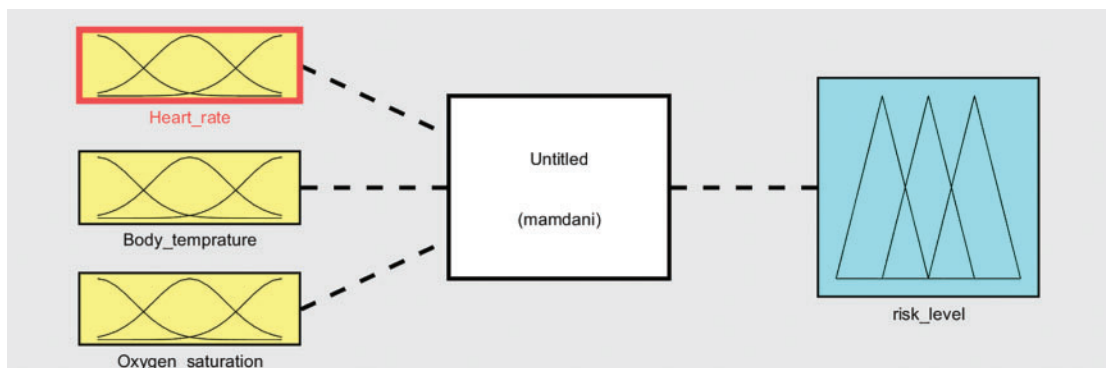 Heart_rate
Untitled
(mamdani)
Body_temprature
Oxygen_saturation
risk_level